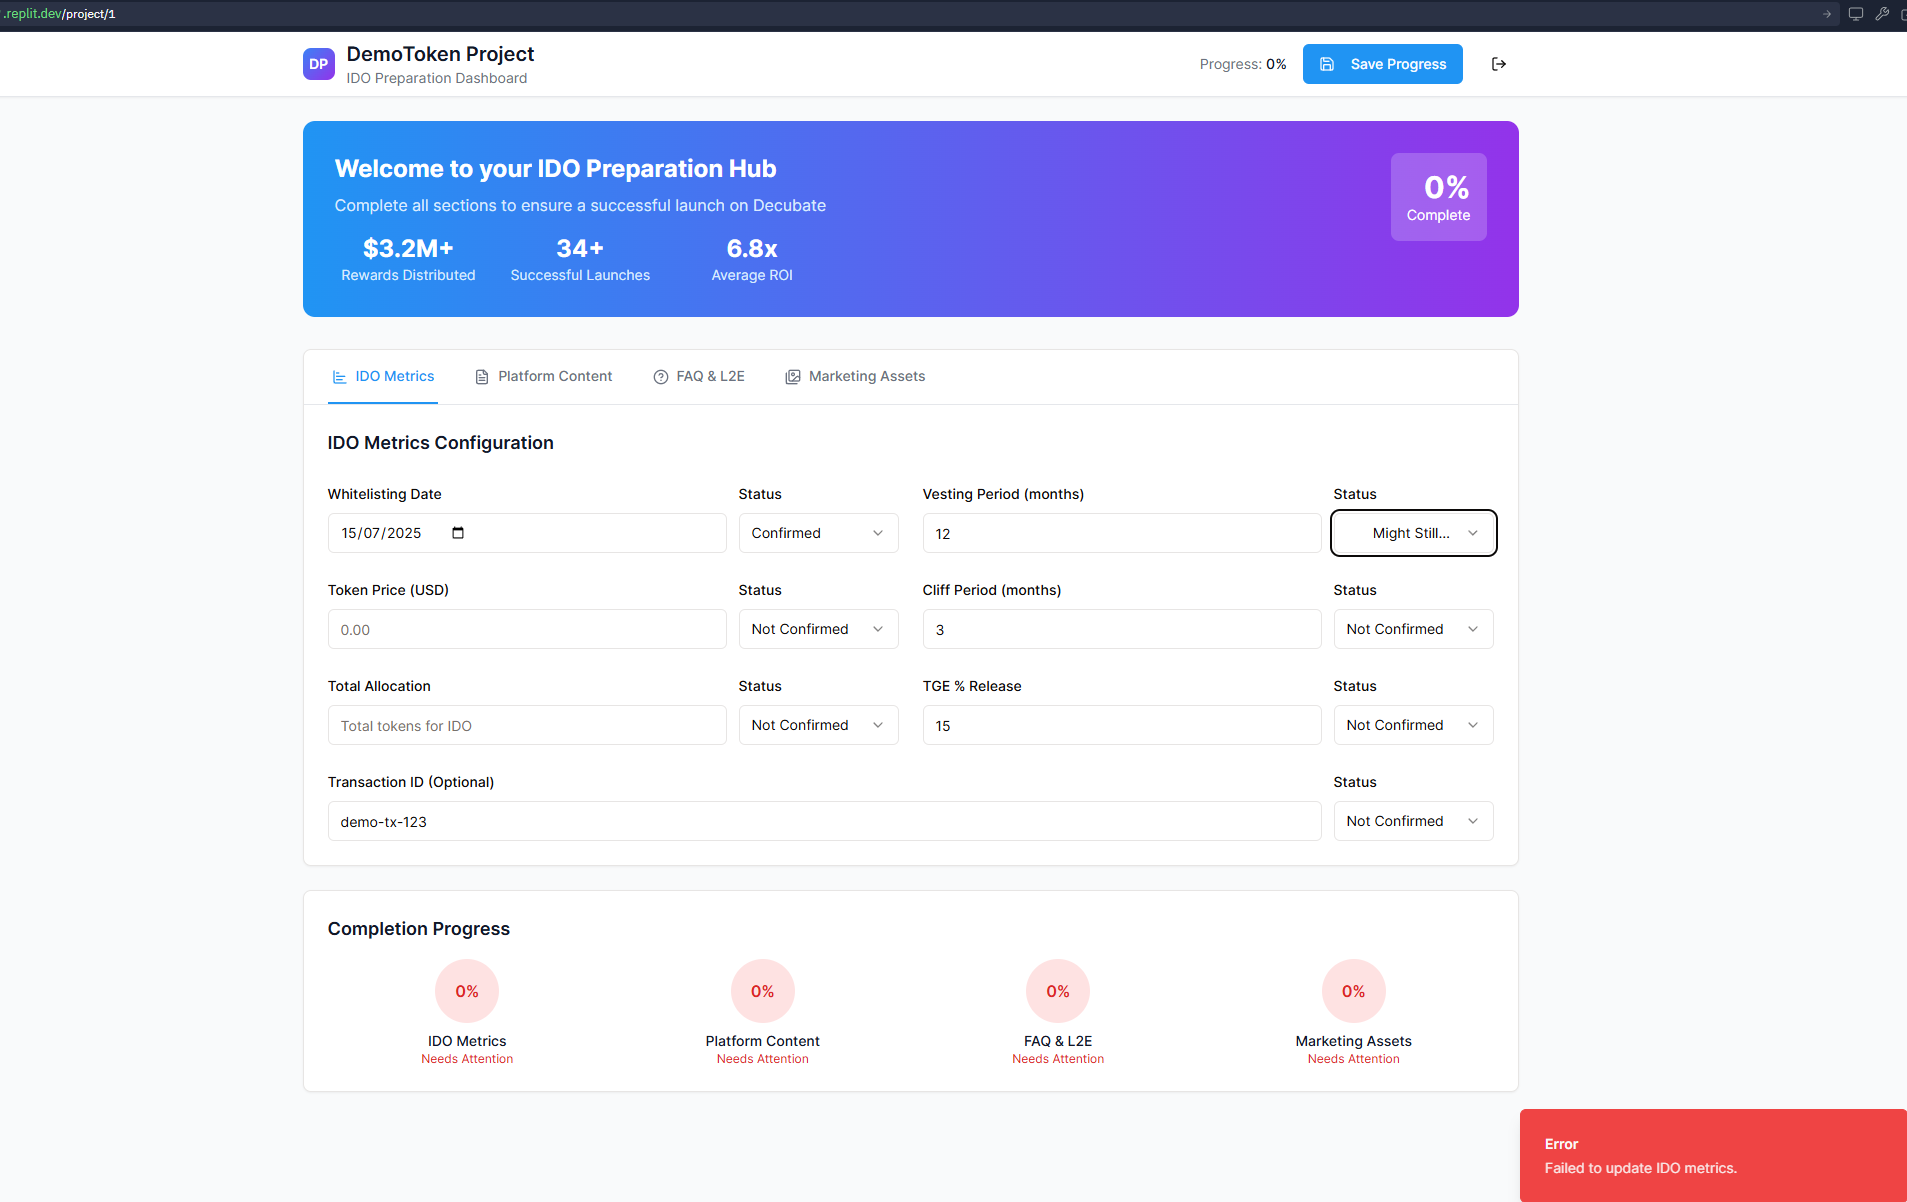 .replit.dev/project/1
DP
DemoToken Project
IDO Preparation Dashboard
Progress: 0%
Save Progress
Welcome to your IDO Preparation Hub
Complete all sections to ensure a successful launch on Decubate
$3.2M+ 34+ 6.8x
Rewards Distributed Successful Launches Average ROI
0%
Complete
IDO Metrics Platform Content FAQ & L2E Marketing Assets
IDO Metrics Configuration
Whitelisting Date Status Vesting Period (months) Status
15/07/2025 Confirmed 12 Might Still...
Token Price (USD) Status Cliff Period (months) Status
0.00 Not Confirmed 3 Not Confirmed
Total Allocation Status TGE % Release Status
Total tokens for IDO Not Confirmed 15 Not Confirmed
Transaction ID (Optional) Status
demo-tx-123 Not Confirmed
Completion Progress
0% 0% 0% 0%
IDO Metrics Platform Content FAQ & L2E Marketing Assets
Needs Attention Needs Attention Needs Attention Needs Attention
Error
Failed to update IDO metrics.